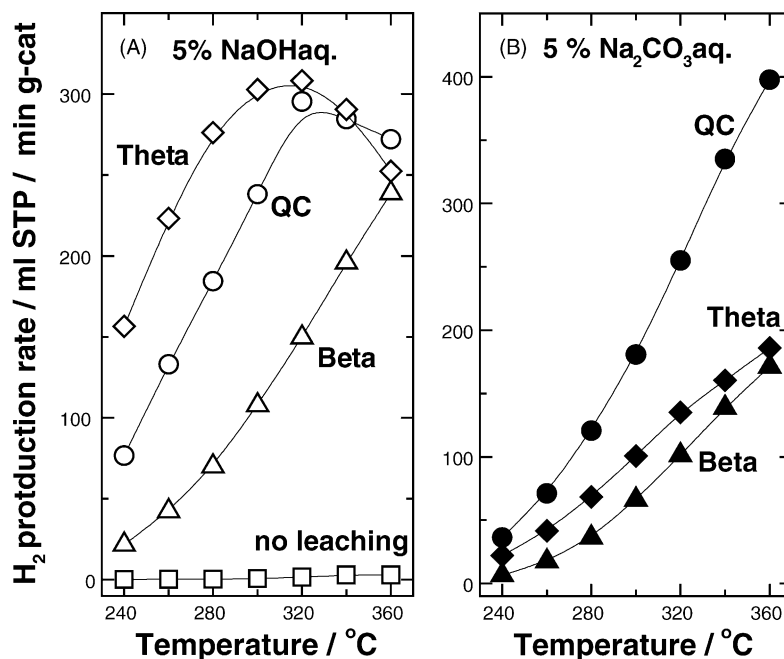 H₂ protduction rate / ml STP / min g-cat
(A) 5% NaOHaq.
300
200
100
0
Theta
QC
Beta
no leaching
240 280 320 360
Temperature / °C
(B) 5 % Na₂CO₃aq.
400
300
200
100
0
QC
Theta
Beta
240 280 320 360
Temperature / °C